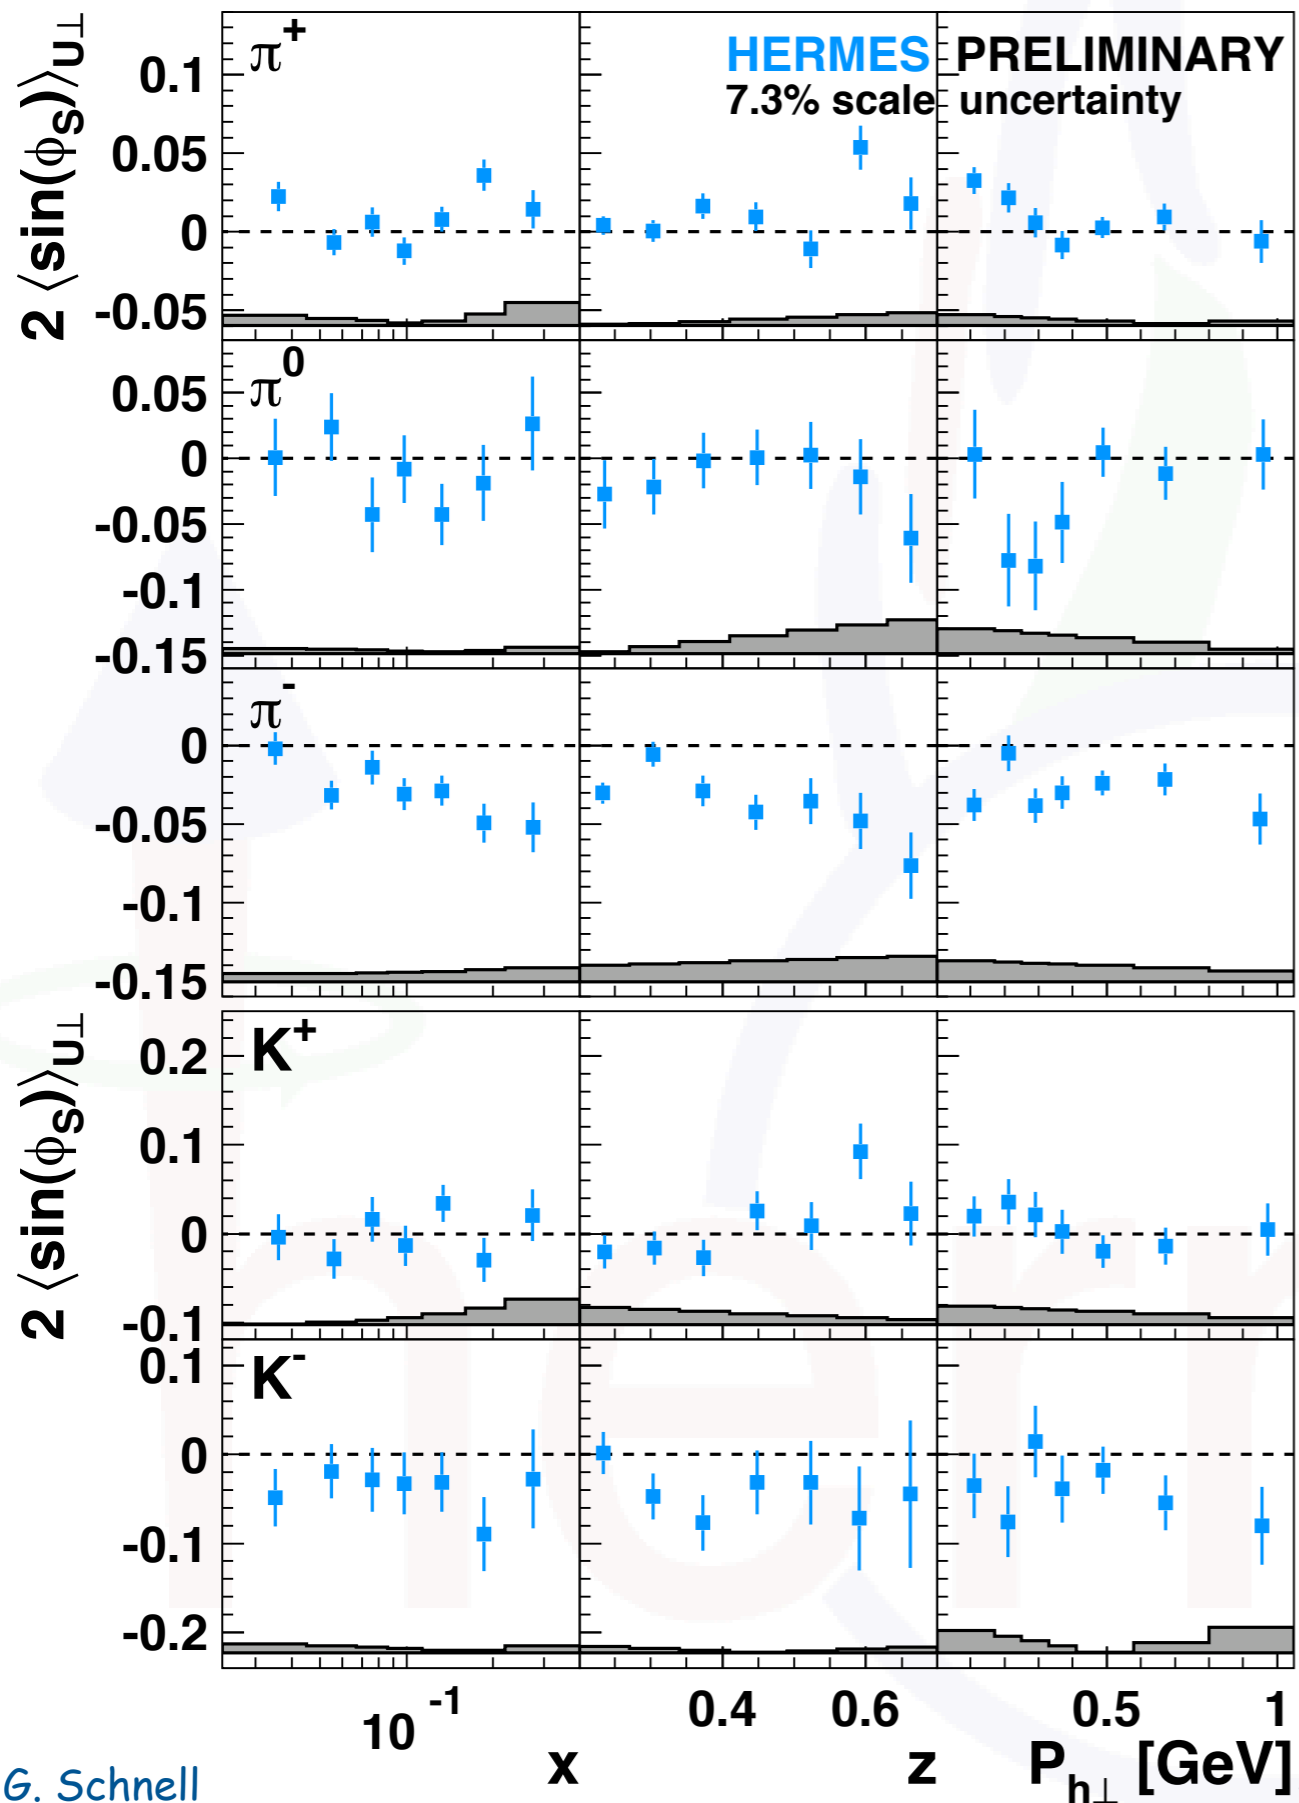 2 ⟨sin(ϕS)⟩U⊥
π+
HERMES PRELIMINARY
7.3% scale uncertainty
0.1
0.05
0
-0.05
π0
0.05
0
-0.05
-0.1
-0.15
π-
0
-0.05
-0.1
-0.15
2 ⟨sin(ϕS)⟩U⊥
K+
0.2
0.1
0
-0.1
K-
0.1
0
-0.1
-0.2
10-1
0.4 0.6
0.5 1
x
z
Ph⊥ [GeV]
G. Schnell
herm